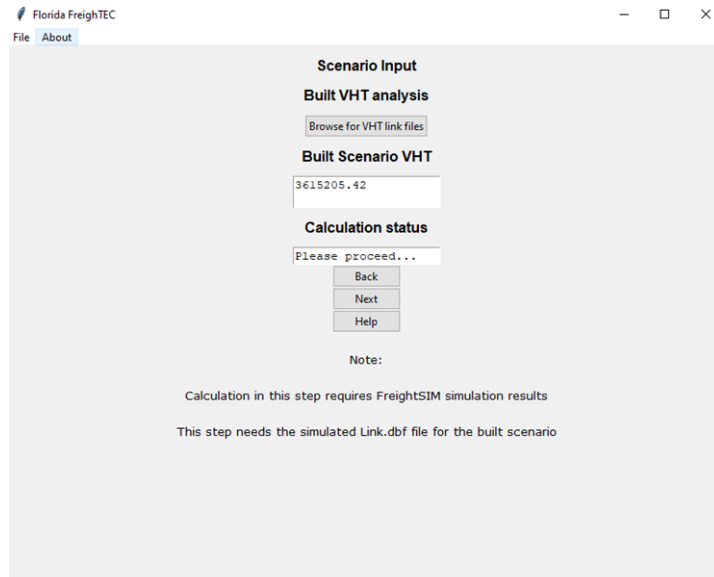 Florida FreighTEC
File About
Scenario Input
Built VHT analysis
Browse for VHT link files
Built Scenario VHT
3615205.42
Calculation status
Please proceed...
Back
Next
Help
Note:
Calculation in this step requires FreightSIM simulation results
This step needs the simulated Link.dbf file for the built scenario